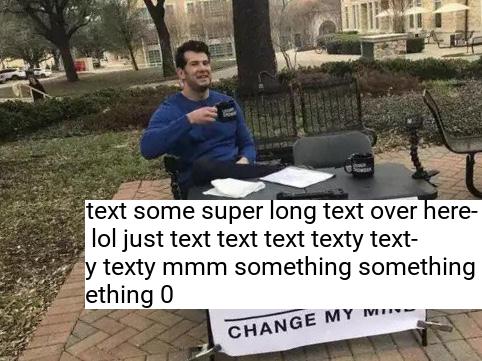 text some super long text over here-
lol just text text text texty text-
y texty mmm something something
ething 0
CHANGE MY